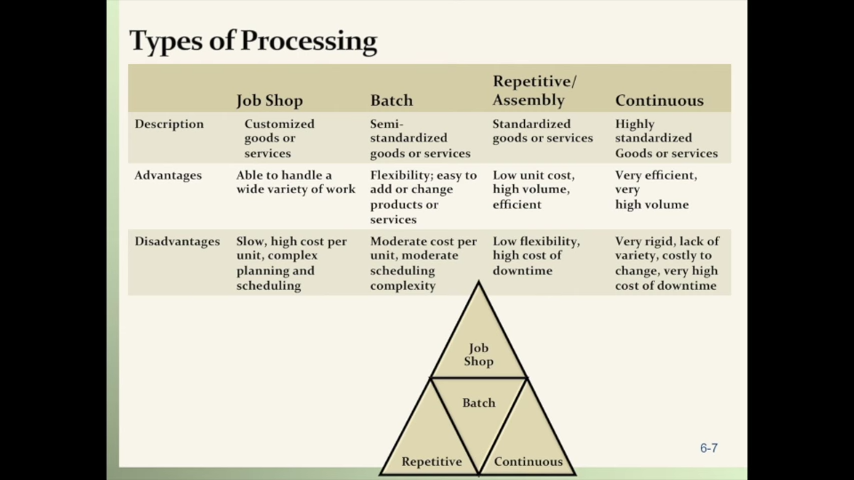 Types of Processing
Job Shop
Batch
Repetitive/
Assembly
Continuous
Description
Customized
goods or
services
Semi-
standardized
goods or services
Standardized
goods or services
Highly
standardized
Goods or services
Advantages
Able to handle a
wide variety of work
Flexibility; easy to
add or change
products or
services
Low unit cost,
high volume,
efficient
Very efficient,
very
high volume
Disadvantages
Slow, high cost per
unit, complex
planning and
scheduling
Moderate cost per
unit, moderate
scheduling
complexity
Low flexibility,
high cost of
downtime
Very rigid, lack of
variety, costly to
change, very high
cost of downtime
Job
Shop
Batch
Repetitive
Continuous
6-7